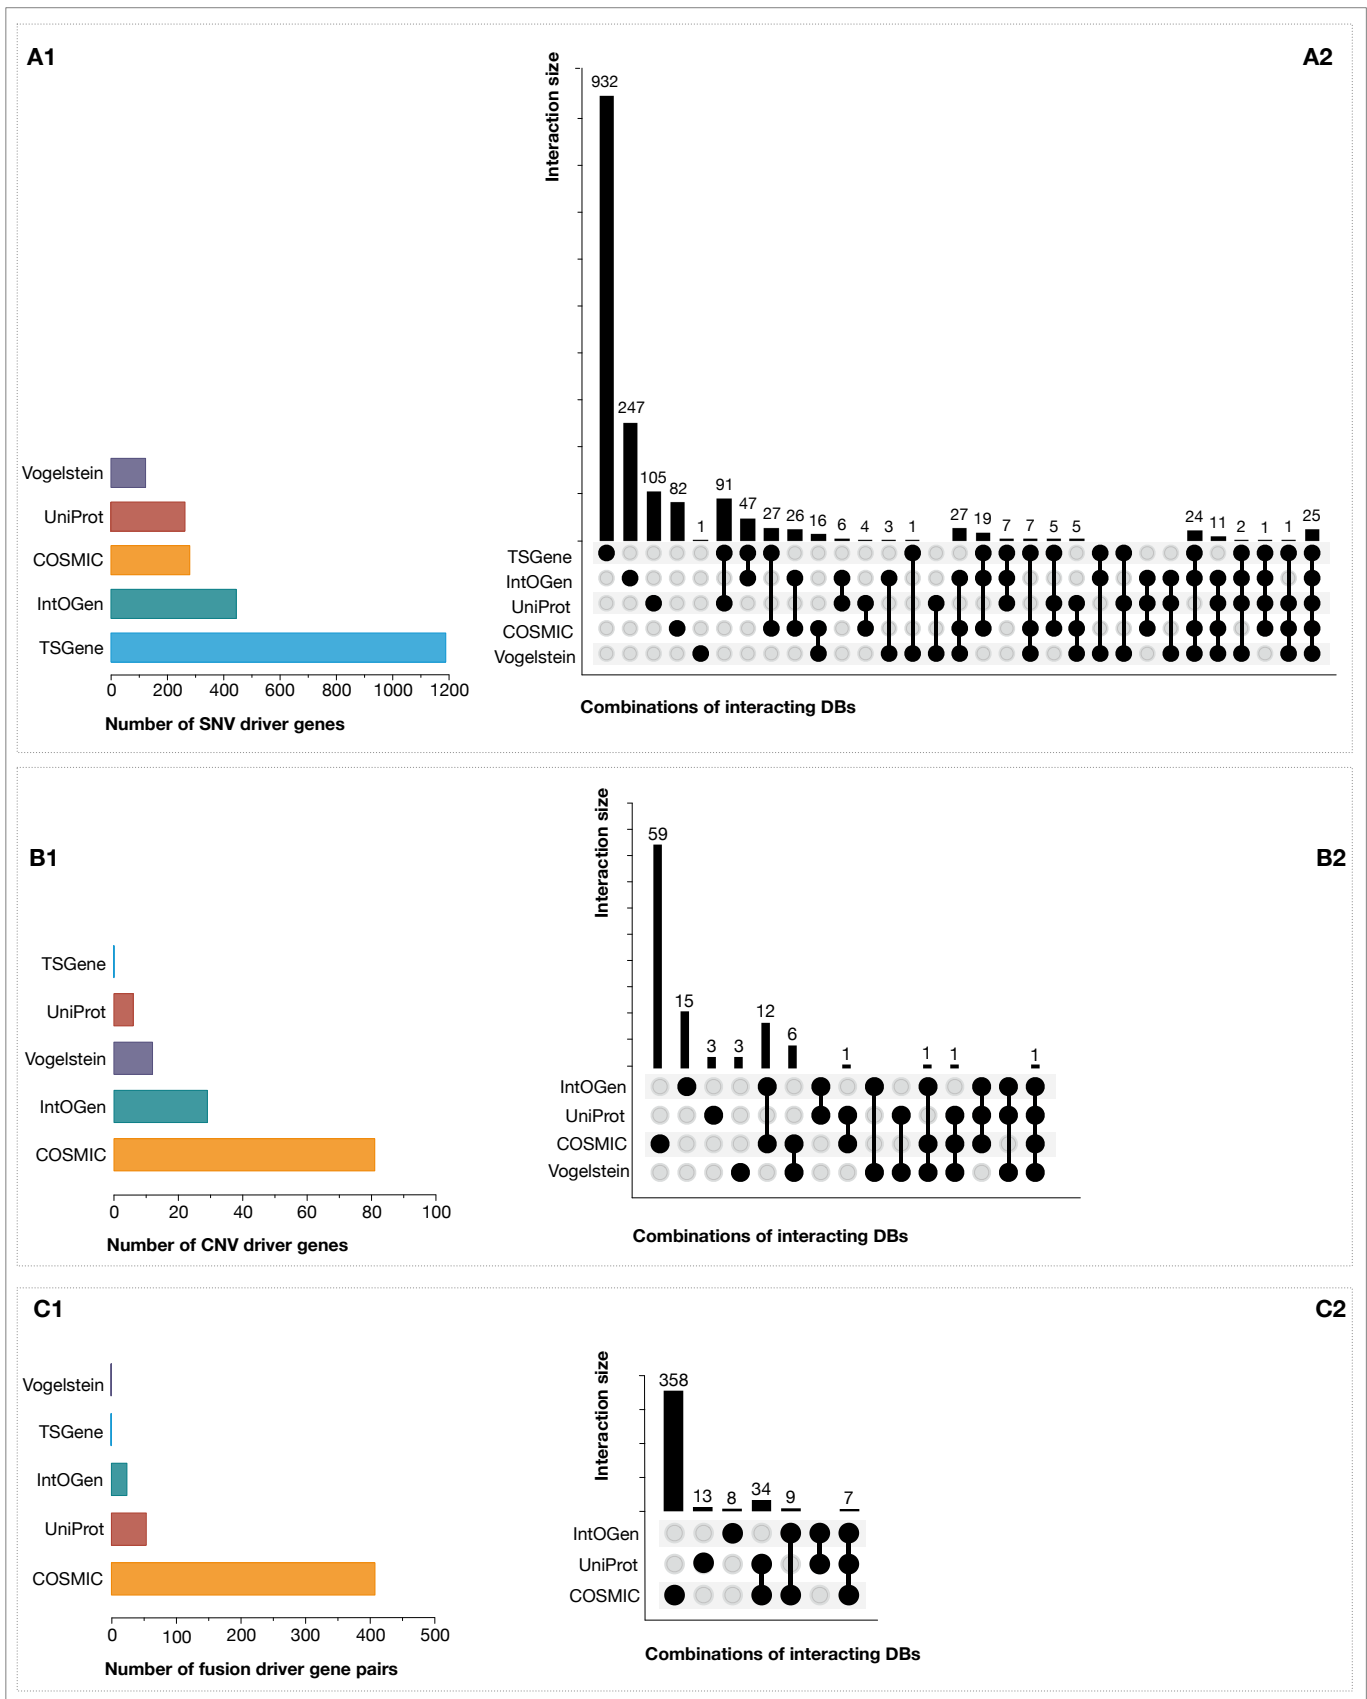 A1
A2
Interaction size
932
247
105
82
1
91
47
27
26
16
6
4
3
1
27
19
7
7
5
5
24
11
2
1
1
25
TSGene
IntOGen
UniProt
COSMIC
Vogelstein
Combinations of interacting DBs
Vogelstein
UniProt
COSMIC
IntOGen
TSGene
0 200 400 600 800 1000 1200
Number of SNV driver genes
B1
B2
Interaction size
59
15
3
3
12
6
1
1
1
1
IntOGen
UniProt
COSMIC
Vogelstein
Combinations of interacting DBs
TSGene
UniProt
Vogelstein
IntOGen
COSMIC
0 20 40 60 80 100
Number of CNV driver genes
C1
C2
Interaction size
358
13
8
34
9
7
IntOGen
UniProt
COSMIC
Combinations of interacting DBs
Vogelstein
TSGene
IntOGen
UniProt
COSMIC
0 100 200 300 400 500
Number of fusion driver gene pairs